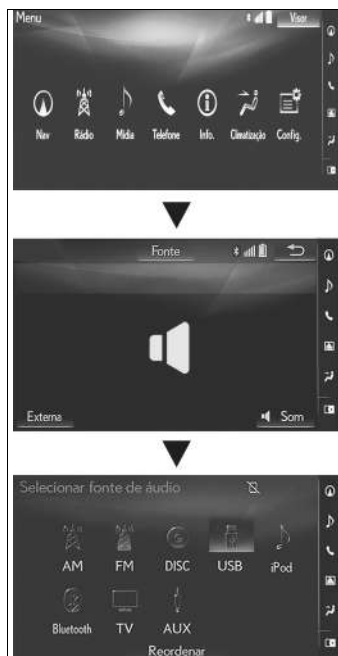 Menu Visor
Nav Rádio Mídia Telefone Info. Climatização Config.
Fonte
Externa Som
Selecionar fonte de áudio
AM FM DISC USB iPod
Bluetooth TV AUX
Reordenar